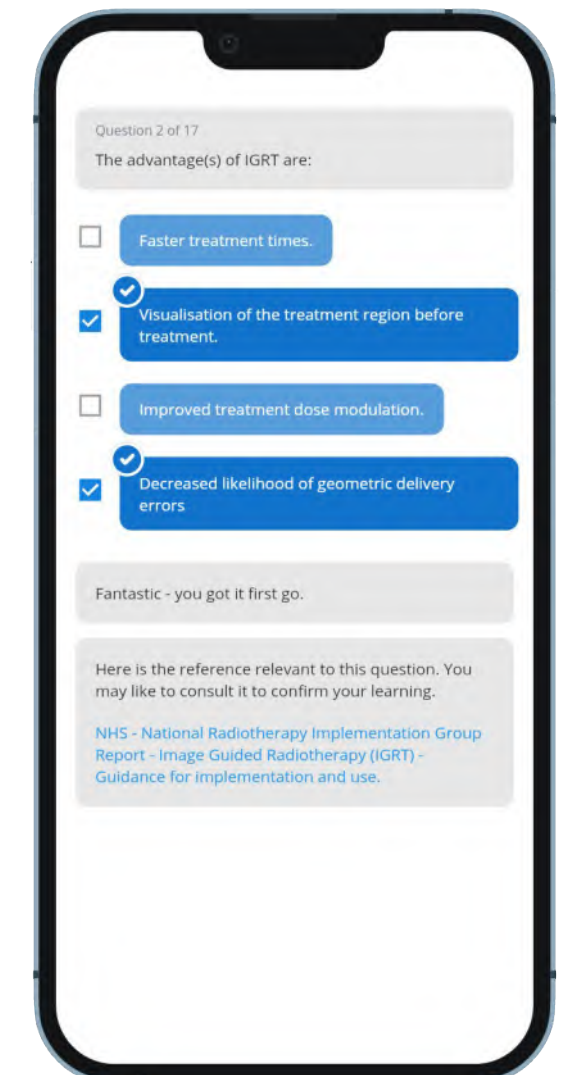 Question 2 of 17
The advantage(s) of IGRT are:
Faster treatment times.
Visualisation of the treatment region before
treatment.
Improved treatment dose modulation.
Decreased likelihood of geometric delivery
errors
Fantastic - you got it first go.
Here is the reference relevant to this question. You
may like to consult it to confirm your learning.
NHS - National Radiotherapy Implementation Group
Report - Image Guided Radiotherapy (IGRT) -
Guidance for implementation and use.